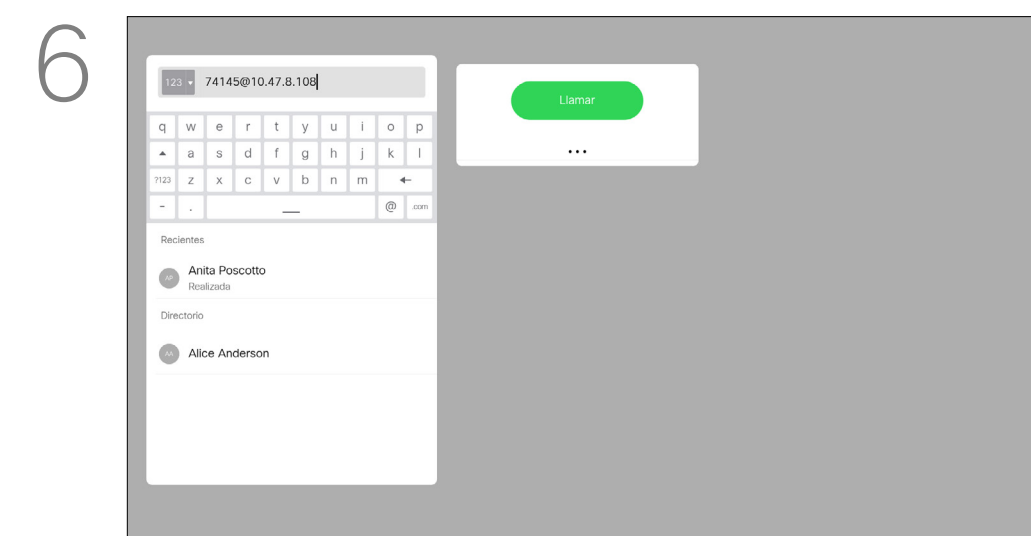 6
123 74145@10.47.8.108
q w e r t y u i o p
a s d f g h j k l
?123 z x c v b n m
- . @ .com
Recientes
AP Anita Poscotto
Realizada
Directorio
AA Alice Anderson
Llamar
...